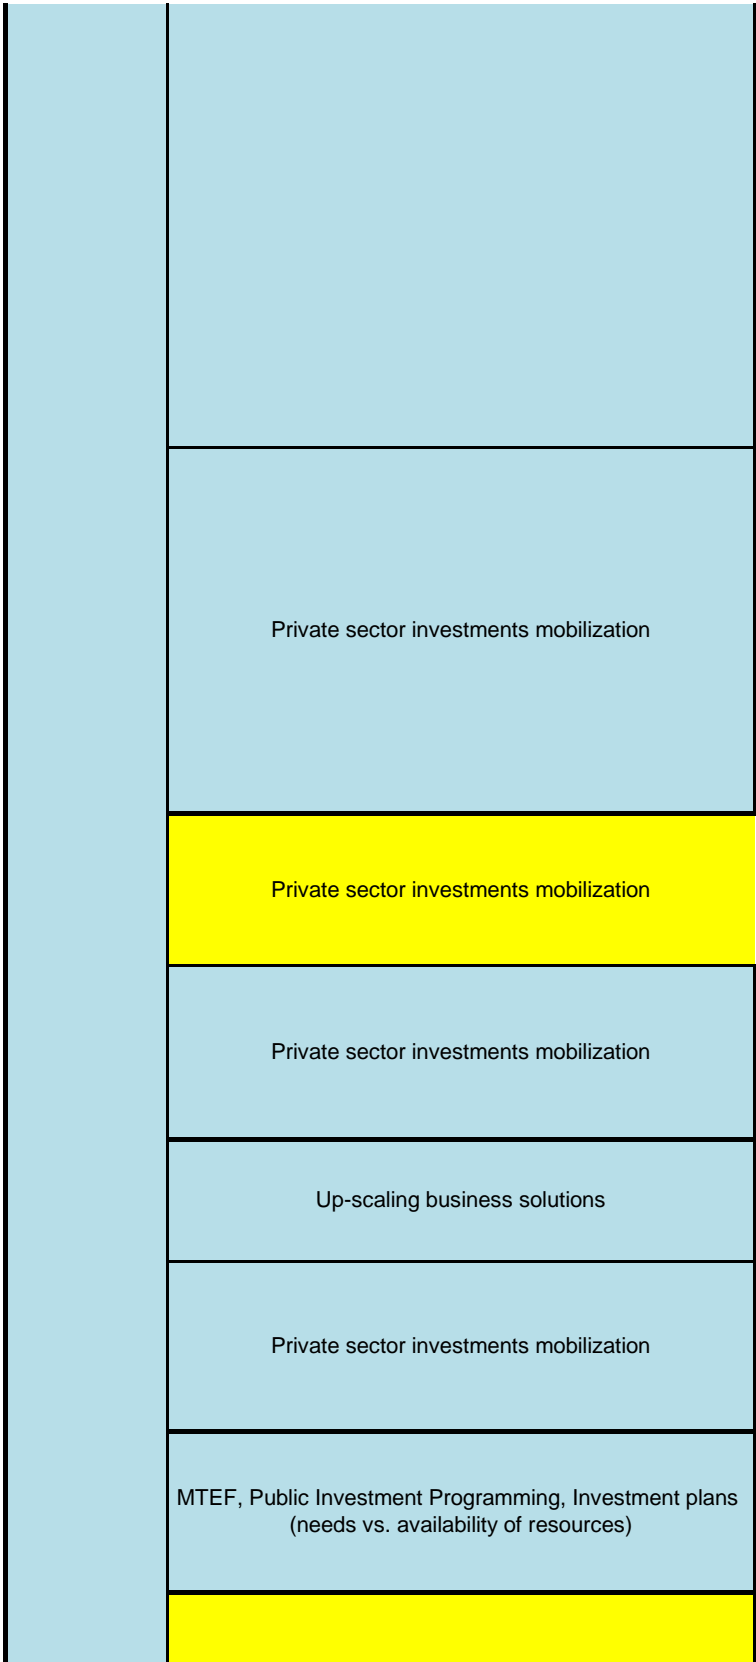 Private sector investments mobilization
Private sector investments mobilization
Private sector investments mobilization
Up-scaling business solutions
Private sector investments mobilization
MTEF, Public Investment Programming, Investment plans
(needs vs. availability of resources)